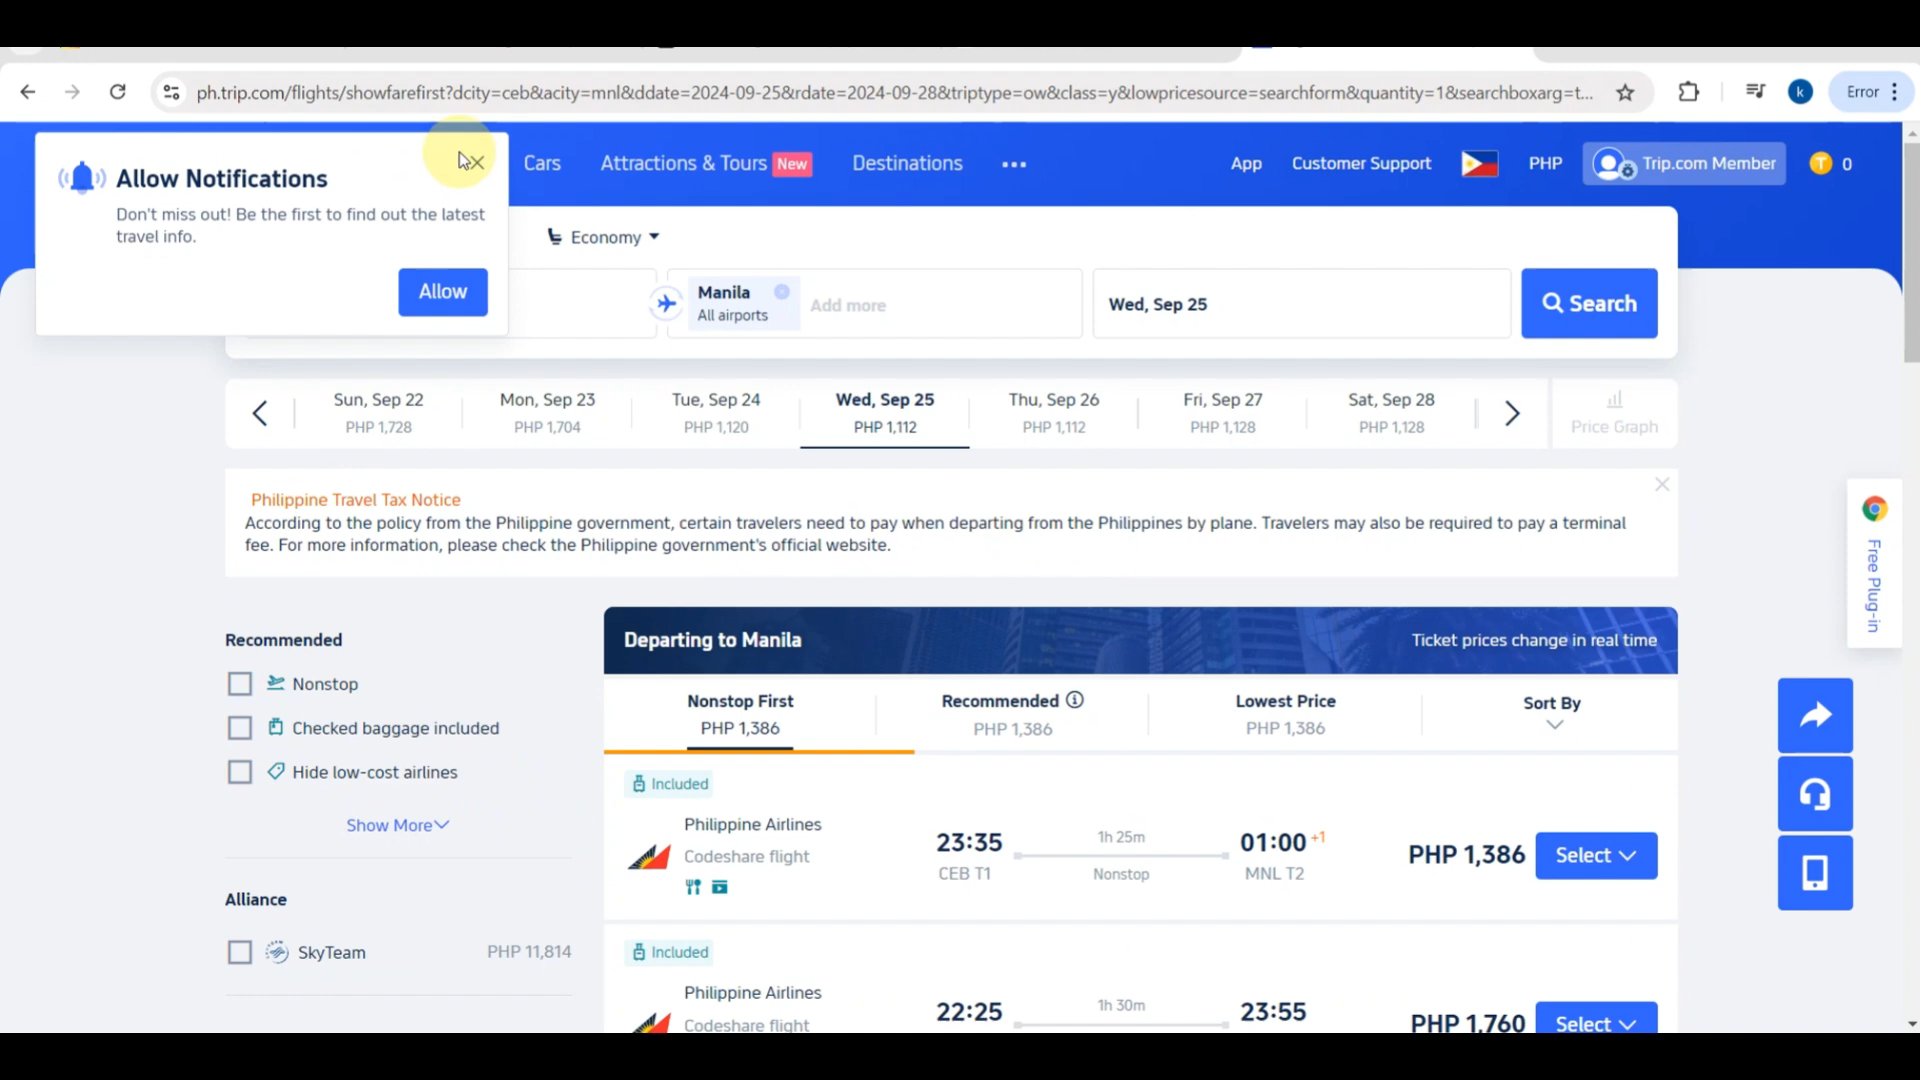 ph.trip.com/flights/showfarefirst?dcity=ceb&acity=mnl&ddate=2024-09-25&rdate=2024-09-28&triptype=ow&class=y&lowpricesource=searchform&quantity=1&searchboxarg=t...
k
Error
Allow Notifications
Don't miss out! Be the first to find out the latest
travel info.
Allow
Cars
Attractions & Tours New
Destinations
App
Customer Support
PHP
Trip.com Member
T 0
Economy
Manila
All airports
Add more
Wed, Sep 25
Search
Sun, Sep 22
PHP 1,728
Mon, Sep 23
PHP 1,704
Tue, Sep 24
PHP 1,120
Wed, Sep 25
PHP 1,112
Thu, Sep 26
PHP 1,112
Fri, Sep 27
PHP 1,128
Sat, Sep 28
PHP 1,128
Price Graph
Philippine Travel Tax Notice
According to the policy from the Philippine government, certain travelers need to pay when departing from the Philippines by plane. Travelers may also be required to pay a terminal
fee. For more information, please check the Philippine government's official website.
Free Plug-in
Recommended
Nonstop
Checked baggage included
Hide low-cost airlines
Show More
Alliance
SkyTeam PHP 11,814
Departing to Manila
Ticket prices change in real time
Nonstop First
PHP 1,386
Recommended
PHP 1,386
Lowest Price
PHP 1,386
Sort By
Included
Philippine Airlines
Codeshare flight
23:35
CEB T1
1h 25m
Nonstop
01:00 +1
MNL T2
PHP 1,386
Select
Included
Philippine Airlines
Codeshare flight
22:25
1h 30m
23:55
PHP 1,760
Select